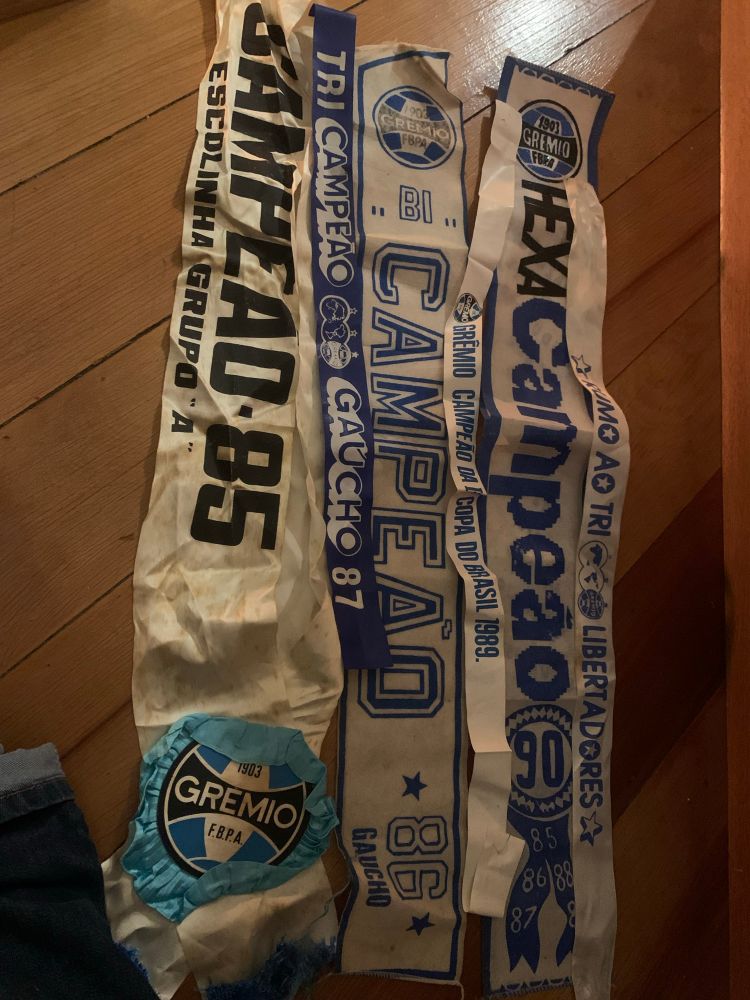 CAMPEÃO·85
ESCOLINHA GRUPO "A"
1903
GREMIO
F.B.P.A.
TRI CAMPEÃO GAÚCHO 87
1903
GREMIO
FBPA
"BI"
CAMPEÃO
86
GAÚCHO
GRÊMIO CAMPEÃO DA COPA DO BRASIL 1989.
1903
GREMIO
FBPA
HEXA
Campeão
90
85
86 88
87
RUMO AO TRI LIBERTADORES